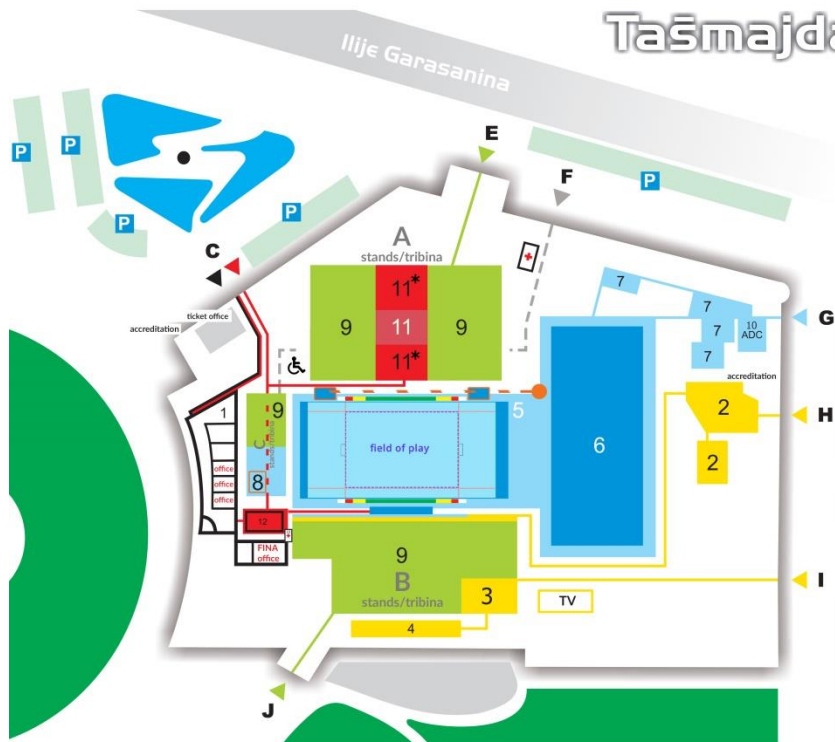 Tašmajda
Ilije Garasanina
P
P
P
P
P
E
F
C
A
stands/tribina
11*
9
11
9
11*
ticket office
accreditation
7
7
7
7
10
ADC
G
accreditation
2
H
2
1
9
C
stands/tribina
5
field of play
6
8
office
office
office
12
FINA
office
9
B
stands/tribina
3
I
TV
4
J